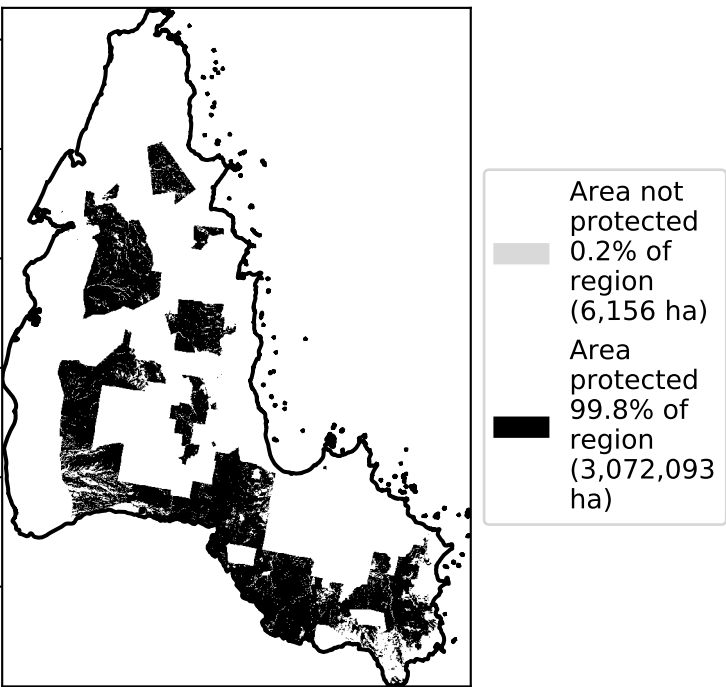 Area not
protected
0.2% of
region
(6,156 ha)
Area
protected
99.8% of
region
(3,072,093
ha)